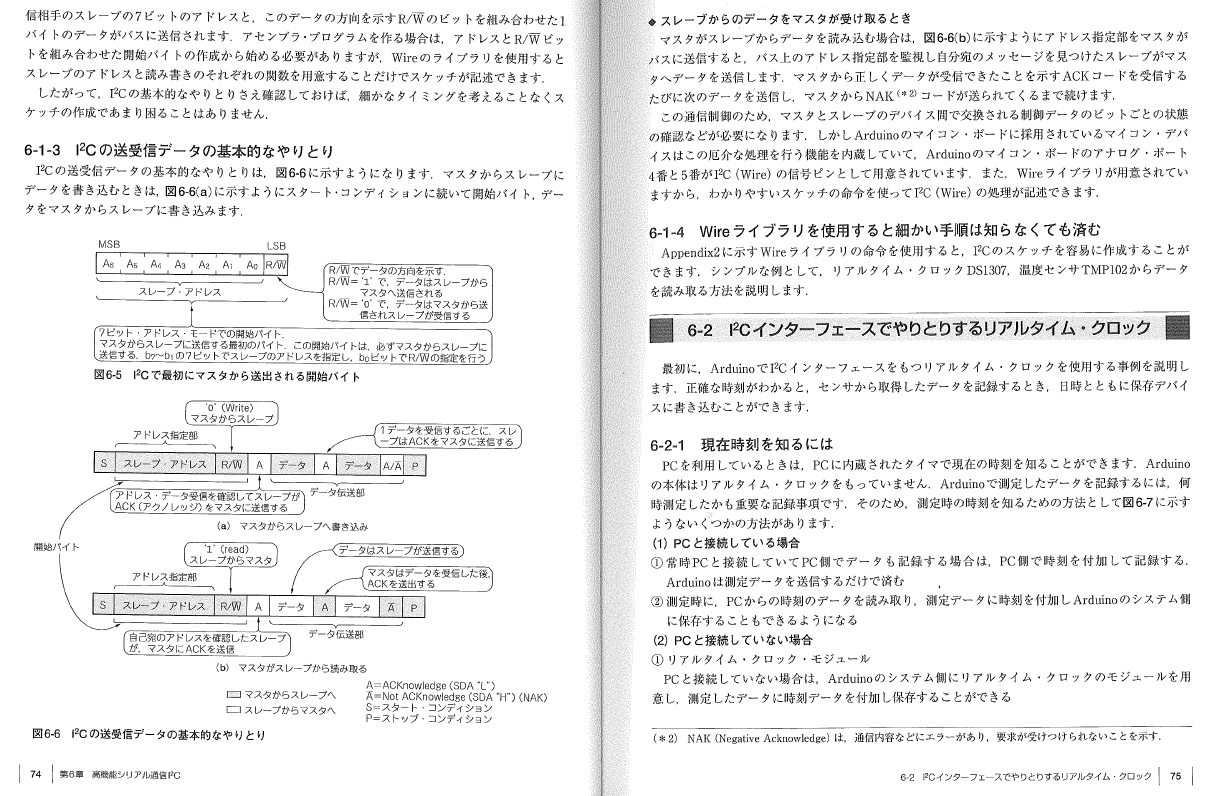 信相手のスレーブの7ビットのアドレスと，このデータの方向を示すR/W̅のビットを組み合わせた1
バイトのデータがバスに送信されます．アセンブラ・プログラムを作る場合は，アドレスとR/W̅ビッ
トを組み合わせた開始バイトの作成から始める必要がありますが，Wireのライブラリを使用すると
スレーブのアドレスと読み書きのそれぞれの関数を用意することだけでスケッチが記述できます．
したがって，I²Cの基本的なやりとりさえ確認しておけば，細かなタイミングを考えることなくス
ケッチの作成であまり困ることはありません．
6-1-3 I²Cの送受信データの基本的なやりとり
I²Cの送受信データの基本的なやりとりは，図6-6に示すようになります．マスタからスレーブに
データを書き込むときは，図6-6(a)に示すようにスタート・コンディションに続いて開始バイト，デー
タをマスタからスレーブに書き込みます．
MSB LSB
A₆ A₅ A₄ A₃ A₂ A₁ A₀ R/W̅
スレーブ・アドレス
R/W̅でデータの方向を示す．
R/W̅= '1' で，データはスレーブから
マスタへ送信される
R/W̅= '0' で，データはマスタから送
信されスレーブが受信する
7ビット・アドレス・モードでの開始バイト．
マスタからスレーブに送信する最初のバイト．この開始バイトは，必ずマスタからスレーブに
送信する．b₇〜b₁の7ビットでスレーブのアドレスを指定し，b₀ビットでR/W̅の指定を行う
図6-5 I²Cで最初にマスタから送出される開始バイト
'0' (Write)
マスタからスレーブ
アドレス指定部
1データを受信するごとに，スレ
ーブはACKをマスタに送信する
S スレーブ・アドレス R/W̅ A データ A データ A/A̅ P
アドレス・データ受信を確認してスレーブが
ACK (アクノレッジ) をマスタに送信する
データ伝送部
(a) マスタからスレーブへ書き込み
開始バイト
'1' (read)
スレーブからマスタ
データはスレーブが送信する
アドレス指定部
マスタはデータを受信した後，
ACKを送出する
S スレーブ・アドレス R/W̅ A データ A データ A̅ P
自己宛のアドレスを確認したスレーブ
が，マスタにACKを送信
データ伝送部
(b) マスタがスレーブから読み取る
マスタからスレーブへ
スレーブからマスタへ
A=ACKnowledge (SDA "L")
A̅=Not ACKnowledge (SDA "H") (NAK)
S=スタート・コンディション
P=ストップ・コンディション
図6-6 I²Cの送受信データの基本的なやりとり
74 第6章 高機能シリアル通信I²C
◆ スレーブからのデータをマスタが受け取るとき
マスタがスレーブからデータを読み込む場合は，図6-6(b)に示すようにアドレス指定部をマスタが
バスに送信すると，バス上のアドレス指定部を監視し自分宛のメッセージを見つけたスレーブがマス
タへデータを送信します．マスタから正しくデータが受信できたことを示すACKコードを受信する
たびに次のデータを送信し，マスタからNAK(*2)コードが送られてくるまで続けます．
この通信制御のため，マスタとスレーブのデバイス間で交換される制御データのビットごとの状態
の確認などが必要になります．しかしArduinoのマイコン・ボードに採用されているマイコン・デバ
イスはこの厄介な処理を行う機能を内蔵していて，Arduinoのマイコン・ボードのアナログ・ポート
4番と5番がI²C (Wire) の信号ピンとして用意されています．また，Wireライブラリが用意されてい
ますから，わかりやすいスケッチの命令を使ってI²C (Wire) の処理が記述できます．
6-1-4 Wireライブラリを使用すると細かい手順は知らなくても済む
Appendix2に示すWireライブラリの命令を使用すると，I²Cのスケッチを容易に作成することが
できます．シンプルな例として，リアルタイム・クロックDS1307，温度センサTMP102からデータ
を読み取る方法を説明します．
6-2 I²Cインターフェースでやりとりするリアルタイム・クロック
最初に，ArduinoでI²Cインターフェースをもつリアルタイム・クロックを使用する事例を説明し
ます．正確な時刻がわかると，センサから取得したデータを記録するとき，日時とともに保存デバイ
スに書き込むことができます．
6-2-1 現在時刻を知るには
PCを利用しているときは，PCに内蔵されたタイマで現在の時刻を知ることができます．Arduino
の本体はリアルタイム・クロックをもっていません．Arduinoで測定したデータを記録するには，何
時測定したかも重要な記録事項です．そのため，測定時の時刻を知るための方法として図6-7に示す
ようないくつかの方法があります．
(1) PCと接続している場合
① 常時PCと接続していてPC側でデータも記録する場合は，PC側で時刻を付加して記録する．
Arduinoは測定データを送信するだけで済む
② 測定時に，PCからの時刻のデータを読み取り，測定データに時刻を付加しArduinoのシステム側
に保存することもできるようになる
(2) PCと接続していない場合
① リアルタイム・クロック・モジュール
PCと接続していない場合は，Arduinoのシステム側にリアルタイム・クロックのモジュールを用
意し，測定したデータに時刻データを付加し保存することができる
(*2) NAK (Negative Acknowledge) は，通信内容などにエラーがあり，要求が受けつけられないことを示す．
6-2 I²Cインターフェースでやりとりするリアルタイム・クロック 75